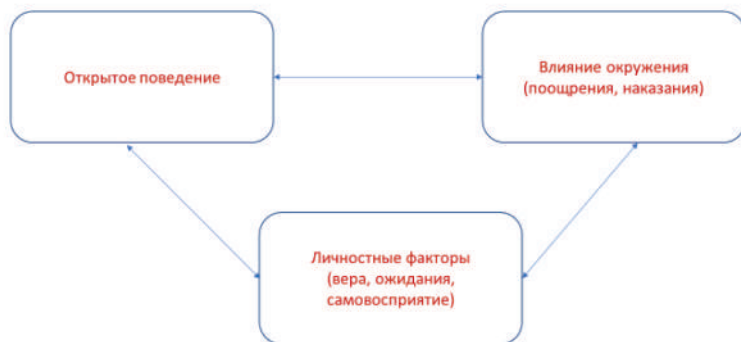 Открытое поведение
Влияние окружения
(поощрения, наказания)
Личностные факторы
(вера, ожидания,
самовосприятие)